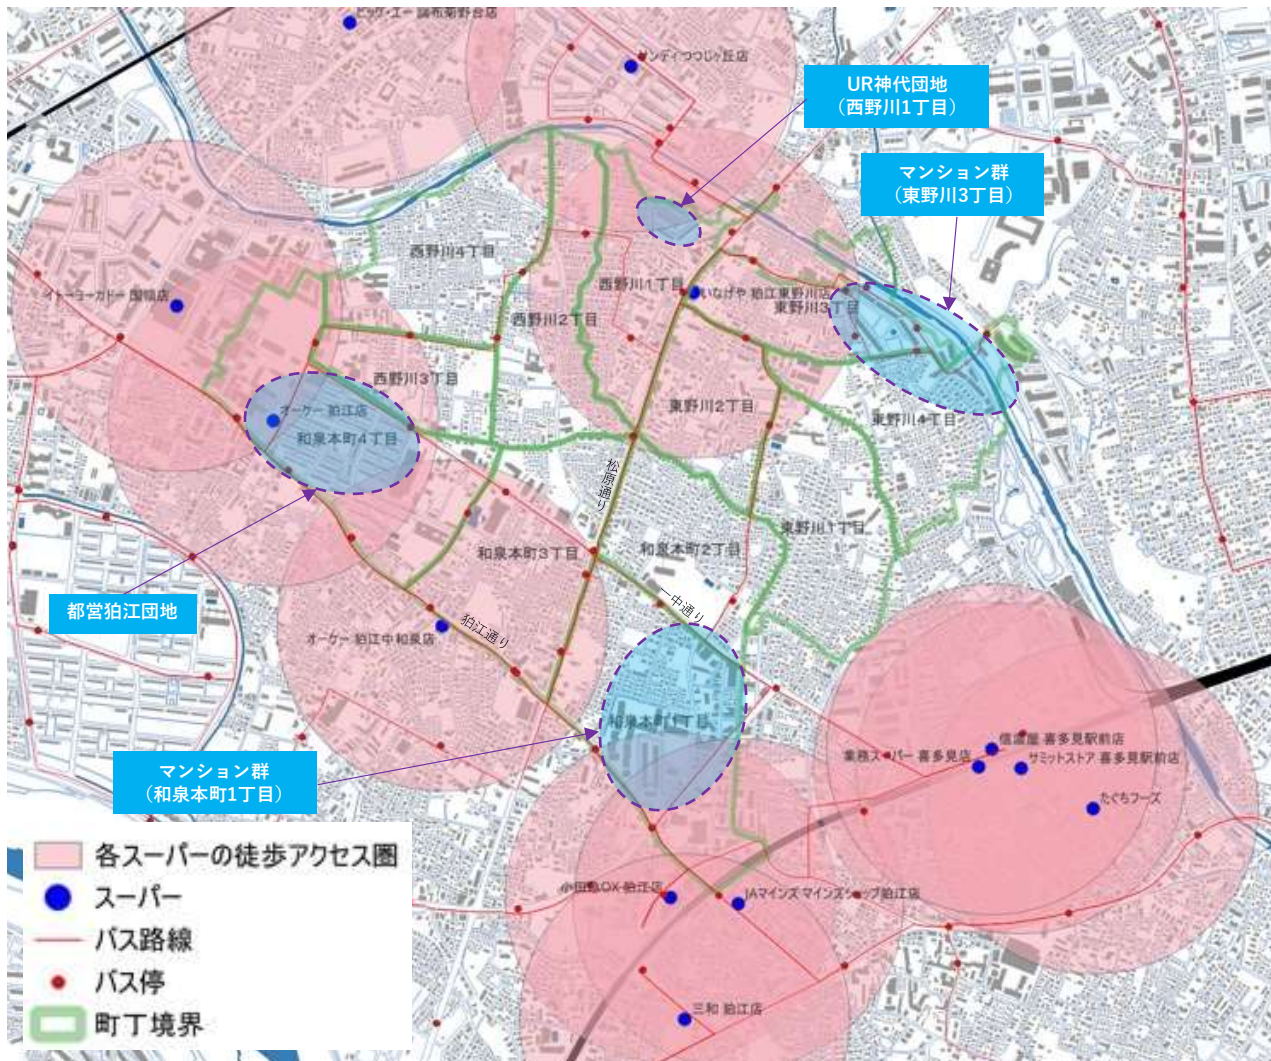 ビッグ・エー 調布菊野台店
サンディつつじヶ丘店
UR神代団地
（西野川1丁目）
マンション群
（東野川3丁目）
西野川4丁目
イトーヨーカドー 国領店
西野川1丁目
いなげや 狛江東野川店
東野川3丁目
西野川2丁目
西野川3丁目
東野川2丁目
オーケー 狛江店
和泉本町4丁目
東野川4丁目
松原通り
東野川1丁目
和泉本町3丁目
和泉本町2丁目
都営狛江団地
一中通り
狛江通り
オーケー 狛江中和泉店
和泉本町1丁目
マンション群
（和泉本町1丁目）
信濃屋 喜多見駅前店
業務スーパー 喜多見店
サミットストア 喜多見駅前店
たぐちフーズ
小田急OX 狛江店
JAマインズ マインズショップ狛江店
三和 狛江店
各スーパーの徒歩アクセス圏
スーパー
バス路線
バス停
町丁境界